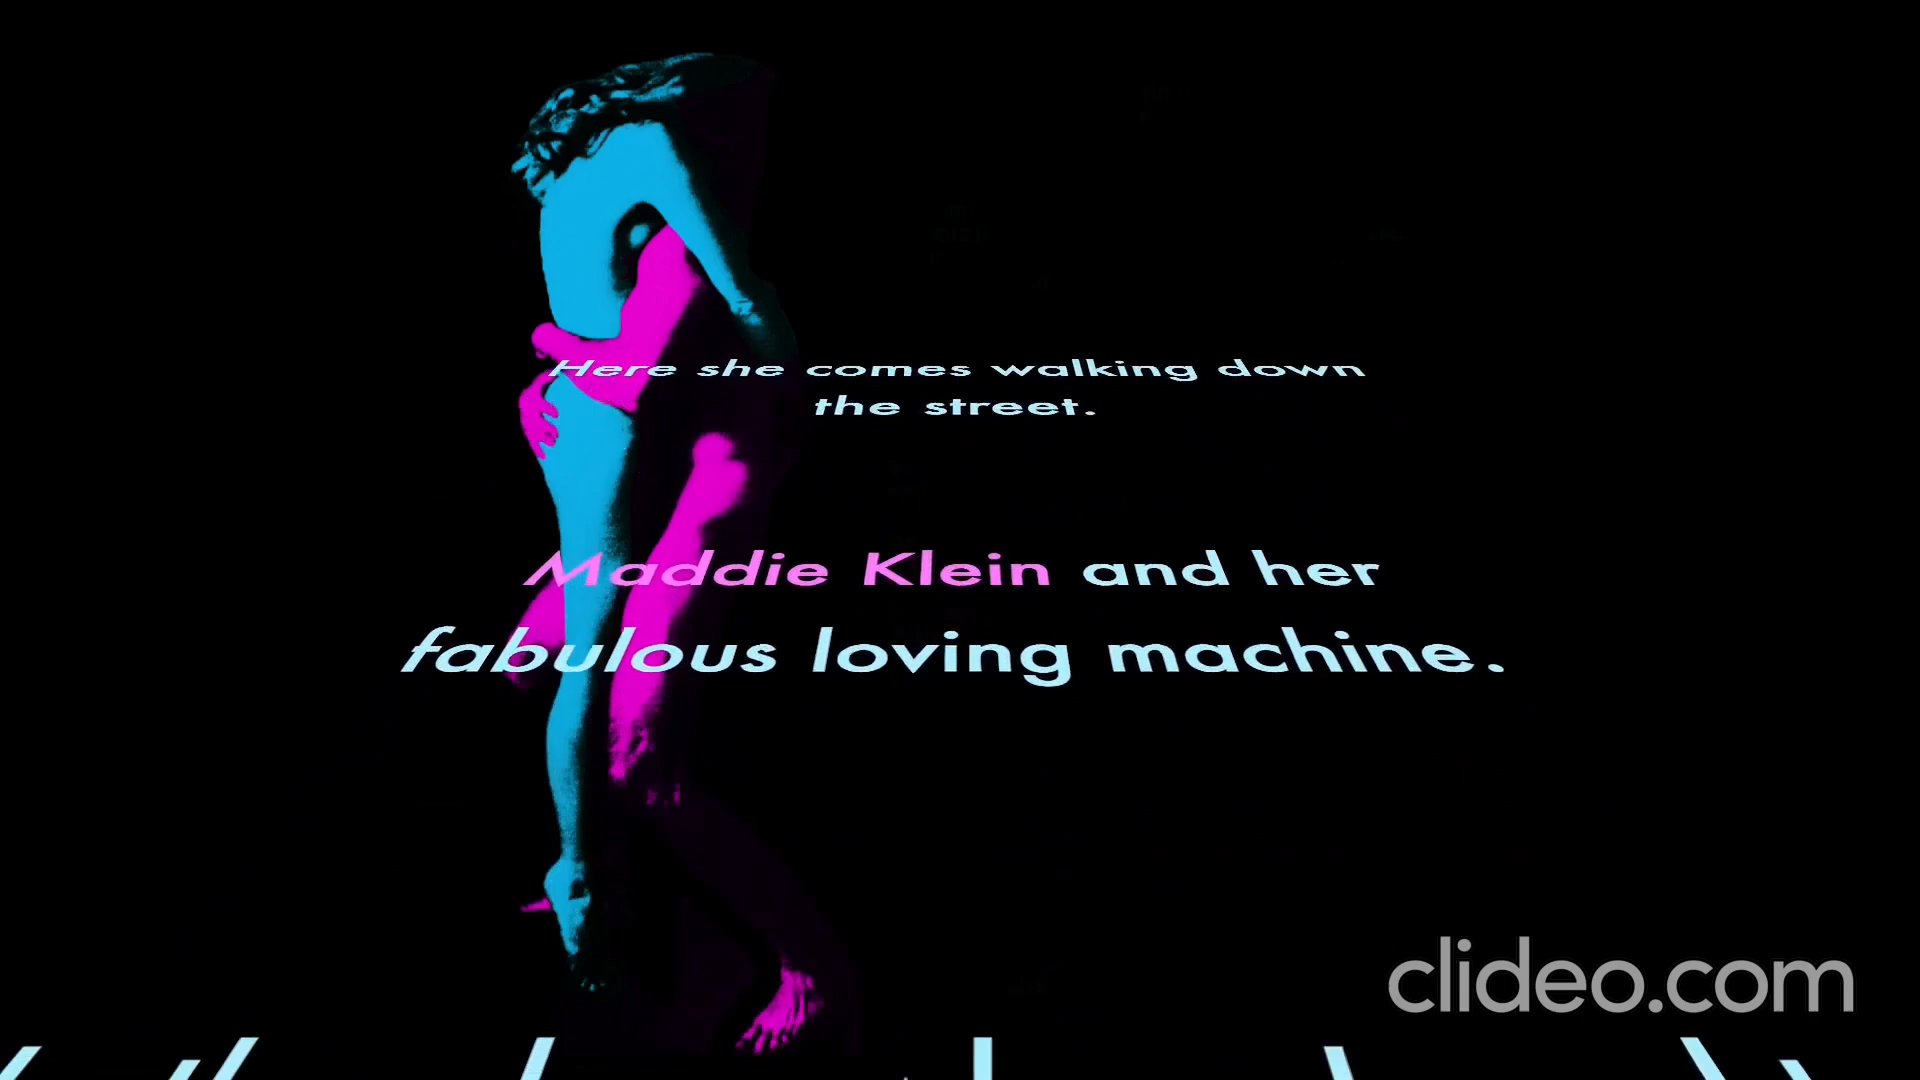 Here she comes walking down
the street.
Maddie Klein and her
fabulous loving machine.
clideo.com